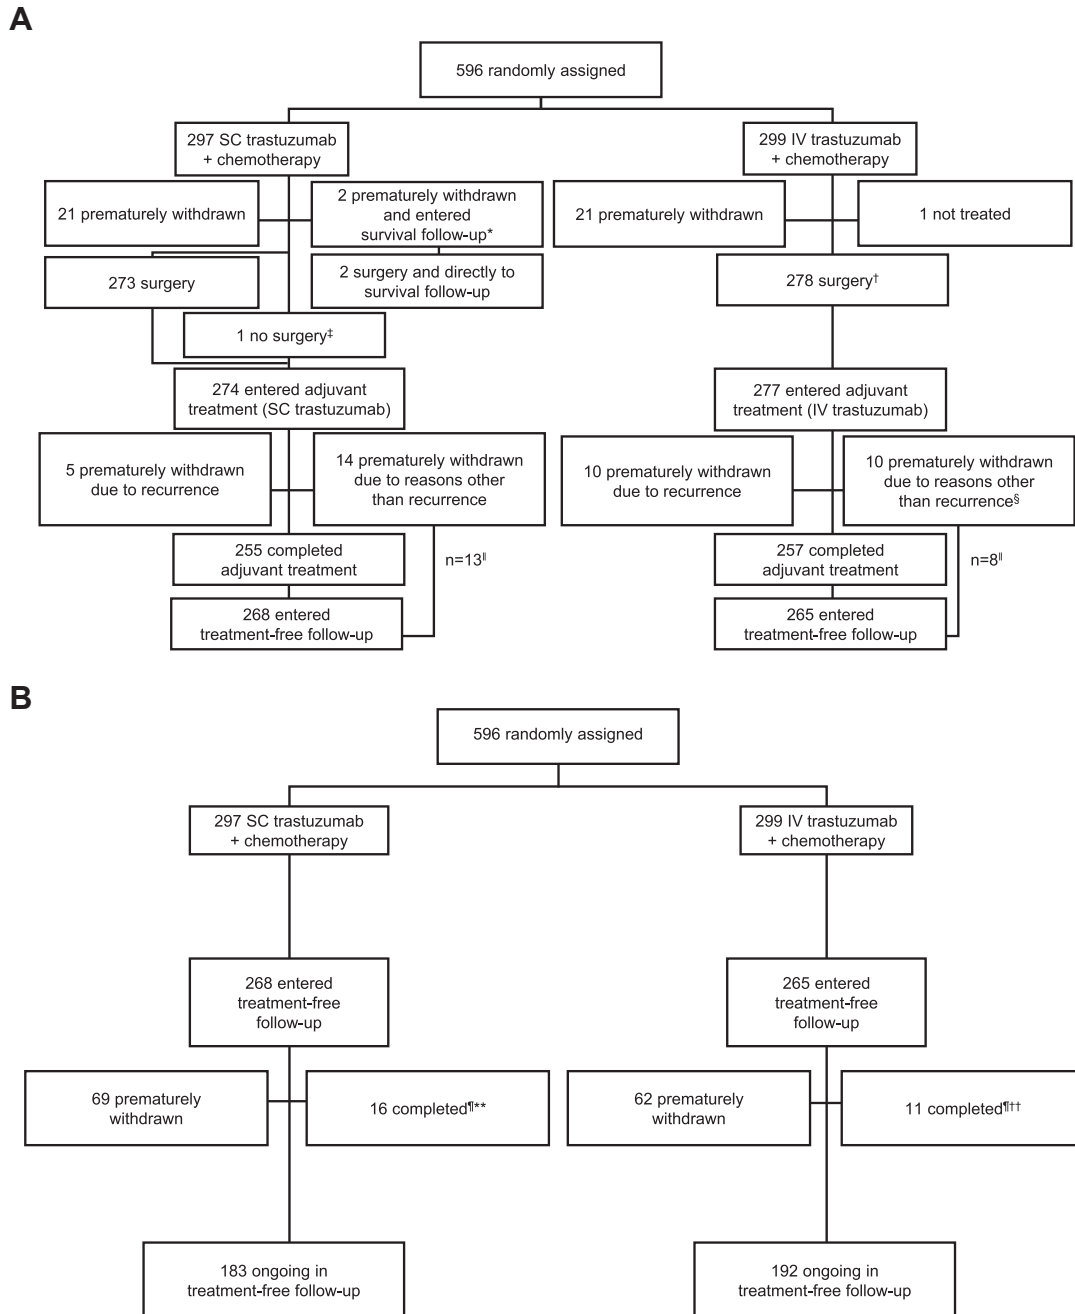 A
596 randomly assigned
297 SC trastuzumab
+ chemotherapy
299 IV trastuzumab
+ chemotherapy
21 prematurely withdrawn
2 prematurely withdrawn
and entered
survival follow-up*
21 prematurely withdrawn
1 not treated
273 surgery
2 surgery and directly to
survival follow-up
278 surgery†
1 no surgery‡
274 entered adjuvant
treatment (SC trastuzumab)
277 entered adjuvant
treatment (IV trastuzumab)
5 prematurely withdrawn
due to recurrence
14 prematurely withdrawn
due to reasons other
than recurrence
10 prematurely withdrawn
due to recurrence
10 prematurely withdrawn
due to reasons other
than recurrence§
255 completed
adjuvant treatment
n=13‖
257 completed
adjuvant treatment
n=8‖
268 entered
treatment-free follow-up
265 entered
treatment-free follow-up
B
596 randomly assigned
297 SC trastuzumab
+ chemotherapy
299 IV trastuzumab
+ chemotherapy
268 entered
treatment-free
follow-up
265 entered
treatment-free
follow-up
69 prematurely
withdrawn
16 completed¶**
62 prematurely
withdrawn
11 completed¶††
183 ongoing in
treatment-free follow-up
192 ongoing in
treatment-free follow-up